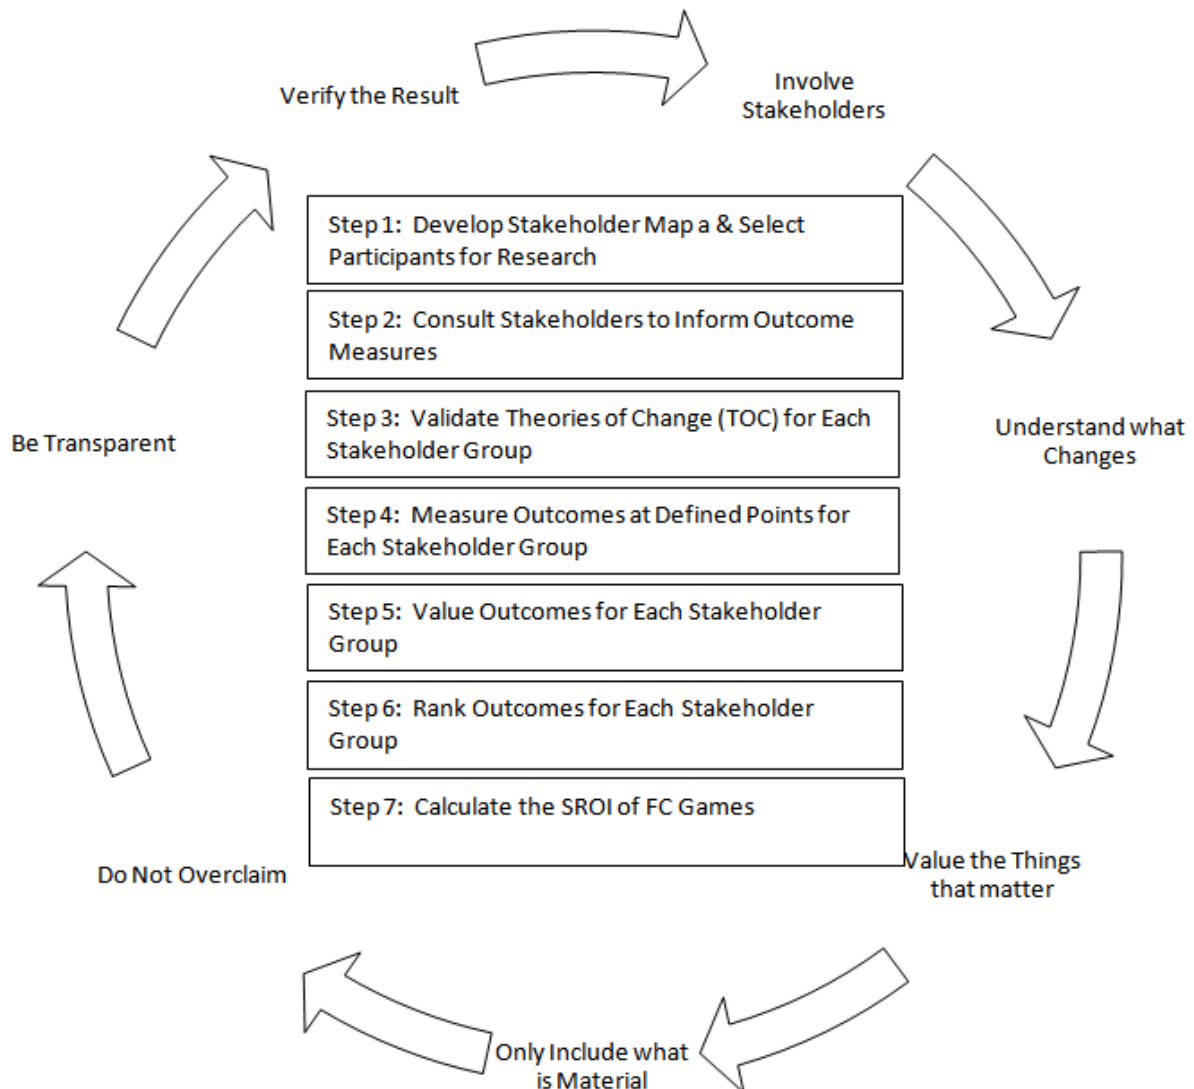 Verify the Result
Involve
Stakeholders
Step 1: Develop Stakeholder Map a & Select
Participants for Research
Step 2: Consult Stakeholders to Inform Outcome
Measures
Step 3: Validate Theories of Change (TOC) for Each
Stakeholder Group
Be Transparent
Understand what
Changes
Step 4: Measure Outcomes at Defined Points for
Each Stakeholder Group
Step 5: Value Outcomes for Each Stakeholder
Group
Step 6: Rank Outcomes for Each Stakeholder
Group
Step 7: Calculate the SROI of FC Games
Do Not Overclaim
Value the Things
that matter
Only Include what
is Material